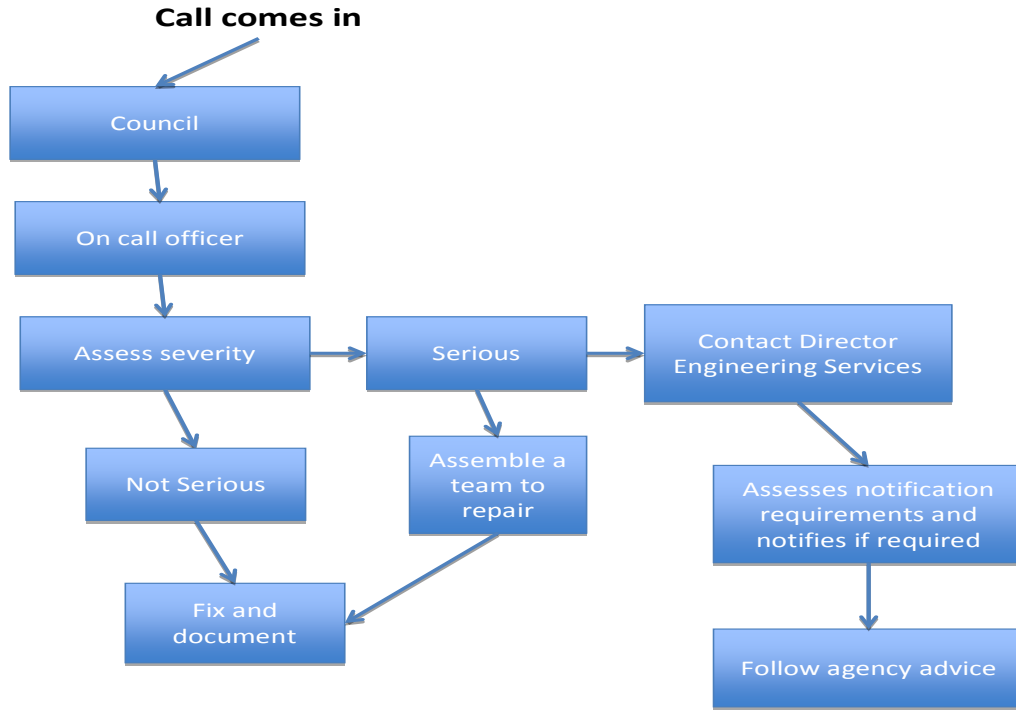 Call comes in
Council
On call officer
Assess severity
Serious
Contact Director
Engineering Services
Not Serious
Assemble a
team to
repair
Assesses notification
requirements and
notifies if required
Fix and
document
Follow agency advice